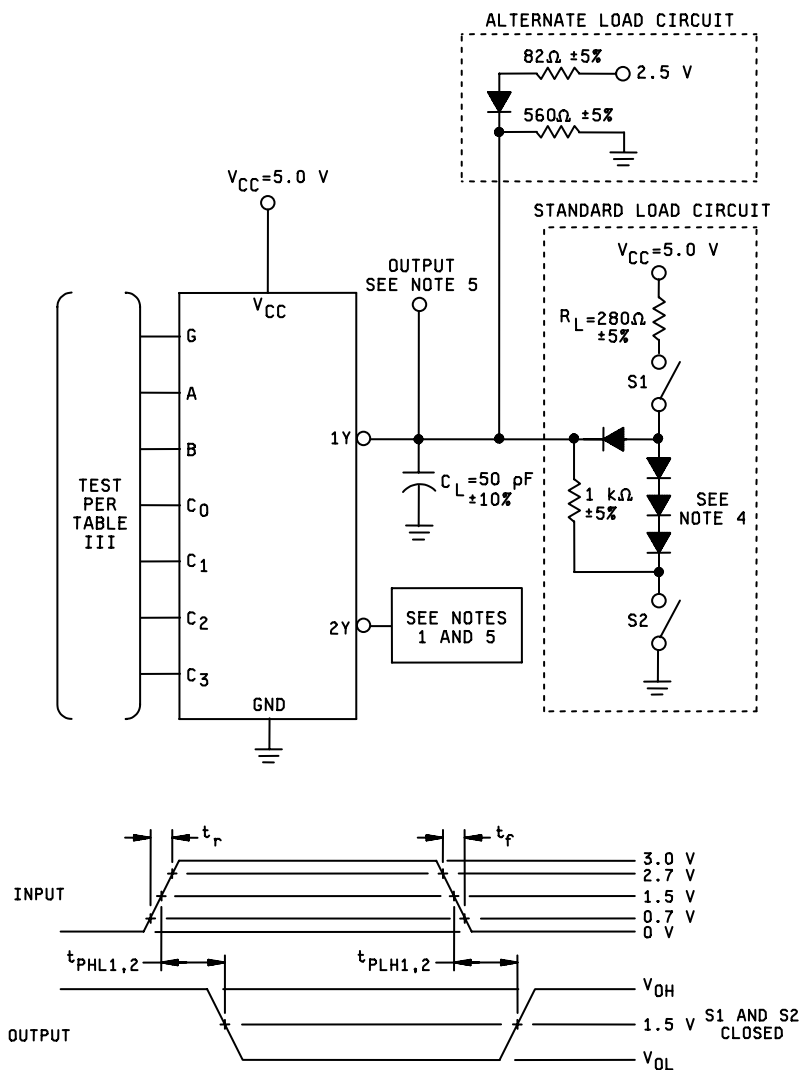 ALTERNATE LOAD CIRCUIT
82Ω ±5%
2.5 V
560Ω ±5%
VCC=5.0 V
STANDARD LOAD CIRCUIT
VCC=5.0 V
OUTPUT
SEE NOTE 5
RL=280Ω
±5%
S1
VCC
G
A
B
C0
C1
C2
C3
TEST
PER
TABLE
III
1Y
CL=50 pF
±10%
1 kΩ
±5%
SEE
NOTE 4
2Y
SEE NOTES
1 AND 5
S2
GND
tr
tf
INPUT
3.0 V
2.7 V
1.5 V
0.7 V
0 V
tPHL1,2
tPLH1,2
OUTPUT
VOH
1.5 V
VOL
S1 AND S2
CLOSED